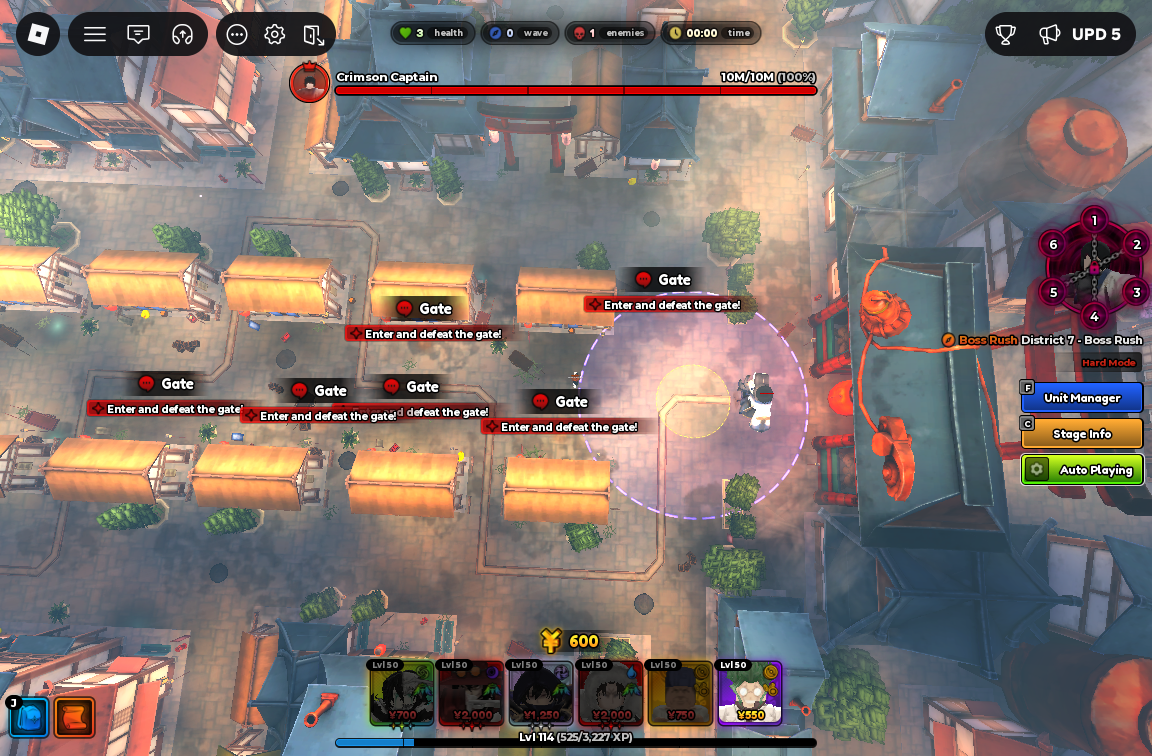 3 health
0 wave
1 enemies
00:00 time
UPD 5
Crimson Captain
10M/10M (100%)
1
2
3
4
5
6
Gate
Enter and defeat the gate!
Gate
Enter and defeat the gate!
Gate
Enter and defeat the gate!
Gate
Enter and defeat the gate!
Gate
d defeat the gate!
Gate
Enter and defeat the gate!
Boss Rush District 7 - Boss Rush
Hard Mode
F
Unit Manager
C
Stage Info
Auto Playing
¥ 600
Lvl 50
¥700
Lvl 50
¥2,000
Lvl 50
¥1,250
Lvl 50
¥2,000
Lvl 50
¥750
Lvl 50
¥550
J
Lvl 114 (525/3,227 XP)